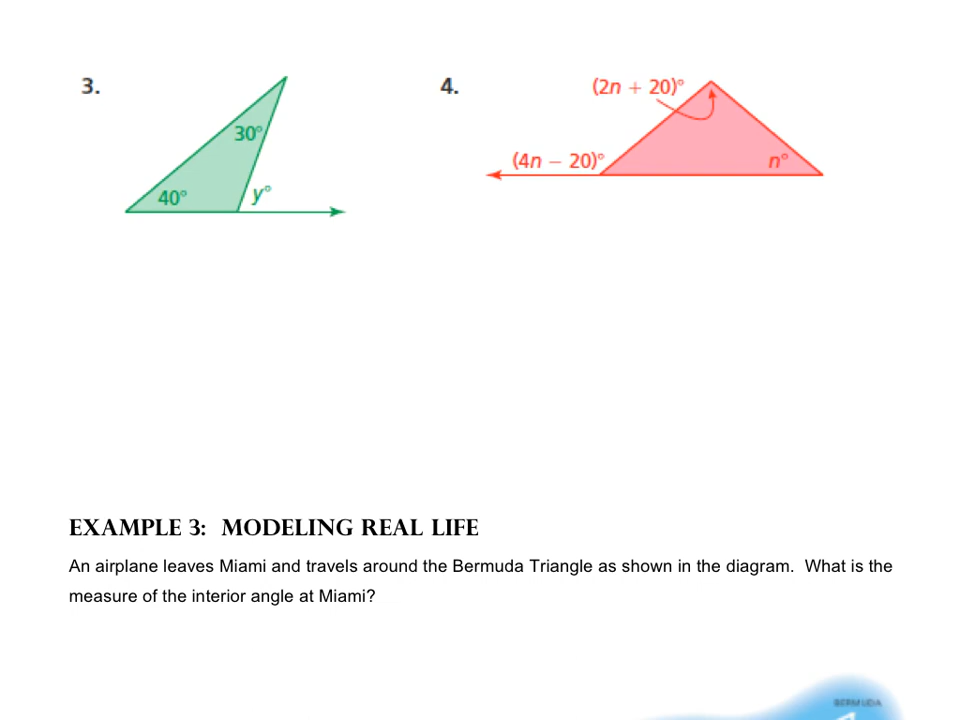 3.
30°
40°
y°
4.
(2n + 20)°
(4n − 20)°
n°
EXAMPLE 3: MODELING REAL LIFE
An airplane leaves Miami and travels around the Bermuda Triangle as shown in the diagram. What is the
measure of the interior angle at Miami?
BERMUDA